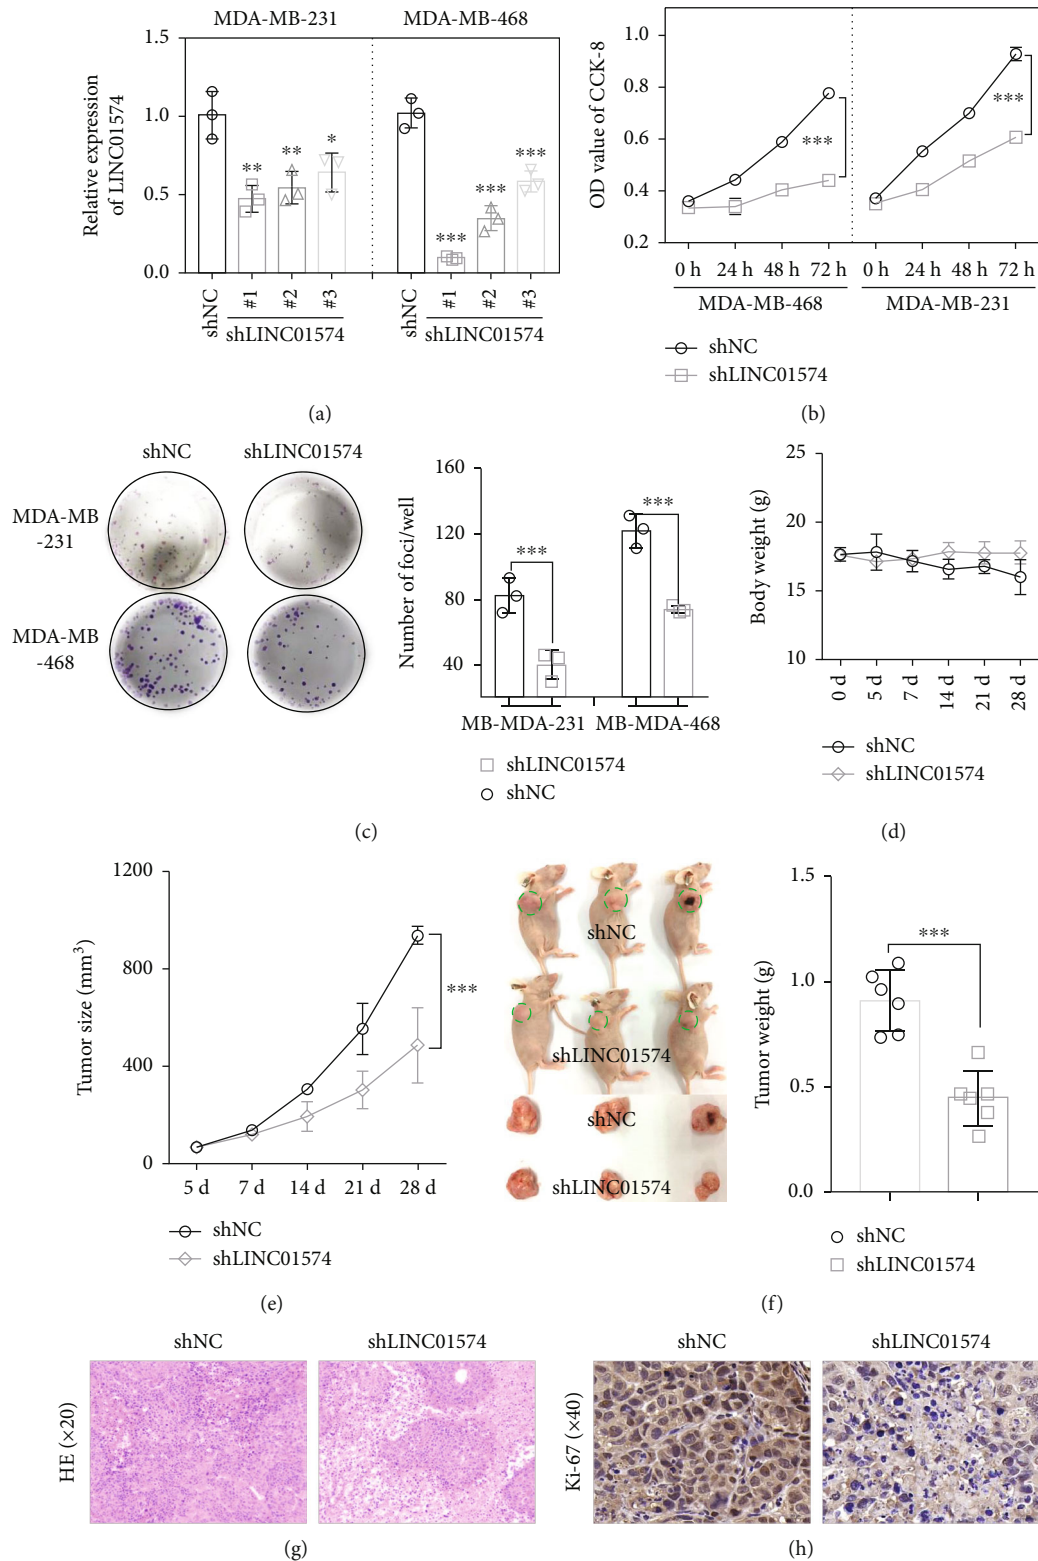 MDA-MB-231 MDA-MB-468
Relative expression
of LINC01574
1.5
1.0
0.5
0.0
** ** * *** *** ***
shNC #1 #2 #3 shNC #1 #2 #3
shLINC01574 shLINC01574
(a)
OD value of CCK-8
1.0
0.8
0.6
0.4
0.2
*** ***
0 h 24 h 48 h 72 h 0 h 24 h 48 h 72 h
MDA-MB-468 MDA-MB-231
shNC
shLINC01574
(b)
shNC shLINC01574
MDA-MB
-231
MDA-MB
-468
Number of foci/well
160
120
80
40
*** ***
MB-MDA-231 MB-MDA-468
shLINC01574
shNC
(c)
Body weight (g)
25
20
15
10
0 d 5 d 7 d 14 d 21 d 28 d
shNC
shLINC01574
(d)
Tumor size (mm³)
1200
800
400
0
***
5 d 7 d 14 d 21 d 28 d
shNC
shLINC01574
(e)
shNC
shLINC01574
shNC
shLINC01574
Tumor weight (g)
1.5
1.0
0.5
0.0
***
shNC
shLINC01574
(f)
shNC shLINC01574
HE (×20)
(g)
shNC shLINC01574
Ki-67 (×40)
(h)